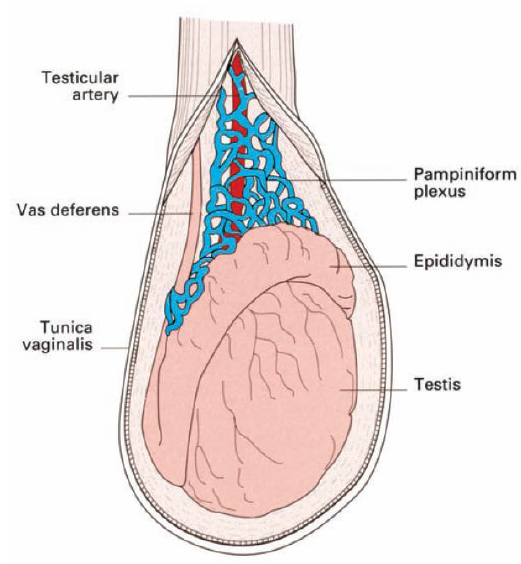 Testicular
artery
Pampiniform
plexus
Vas deferens
Epididymis
Tunica
vaginalis
Testis